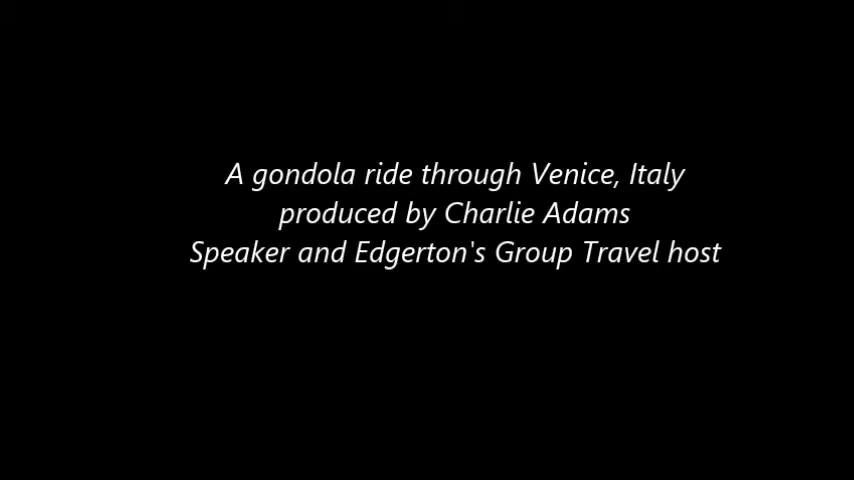 A gondola ride through Venice, Italy
produced by Charlie Adams
Speaker and Edgerton's Group Travel host